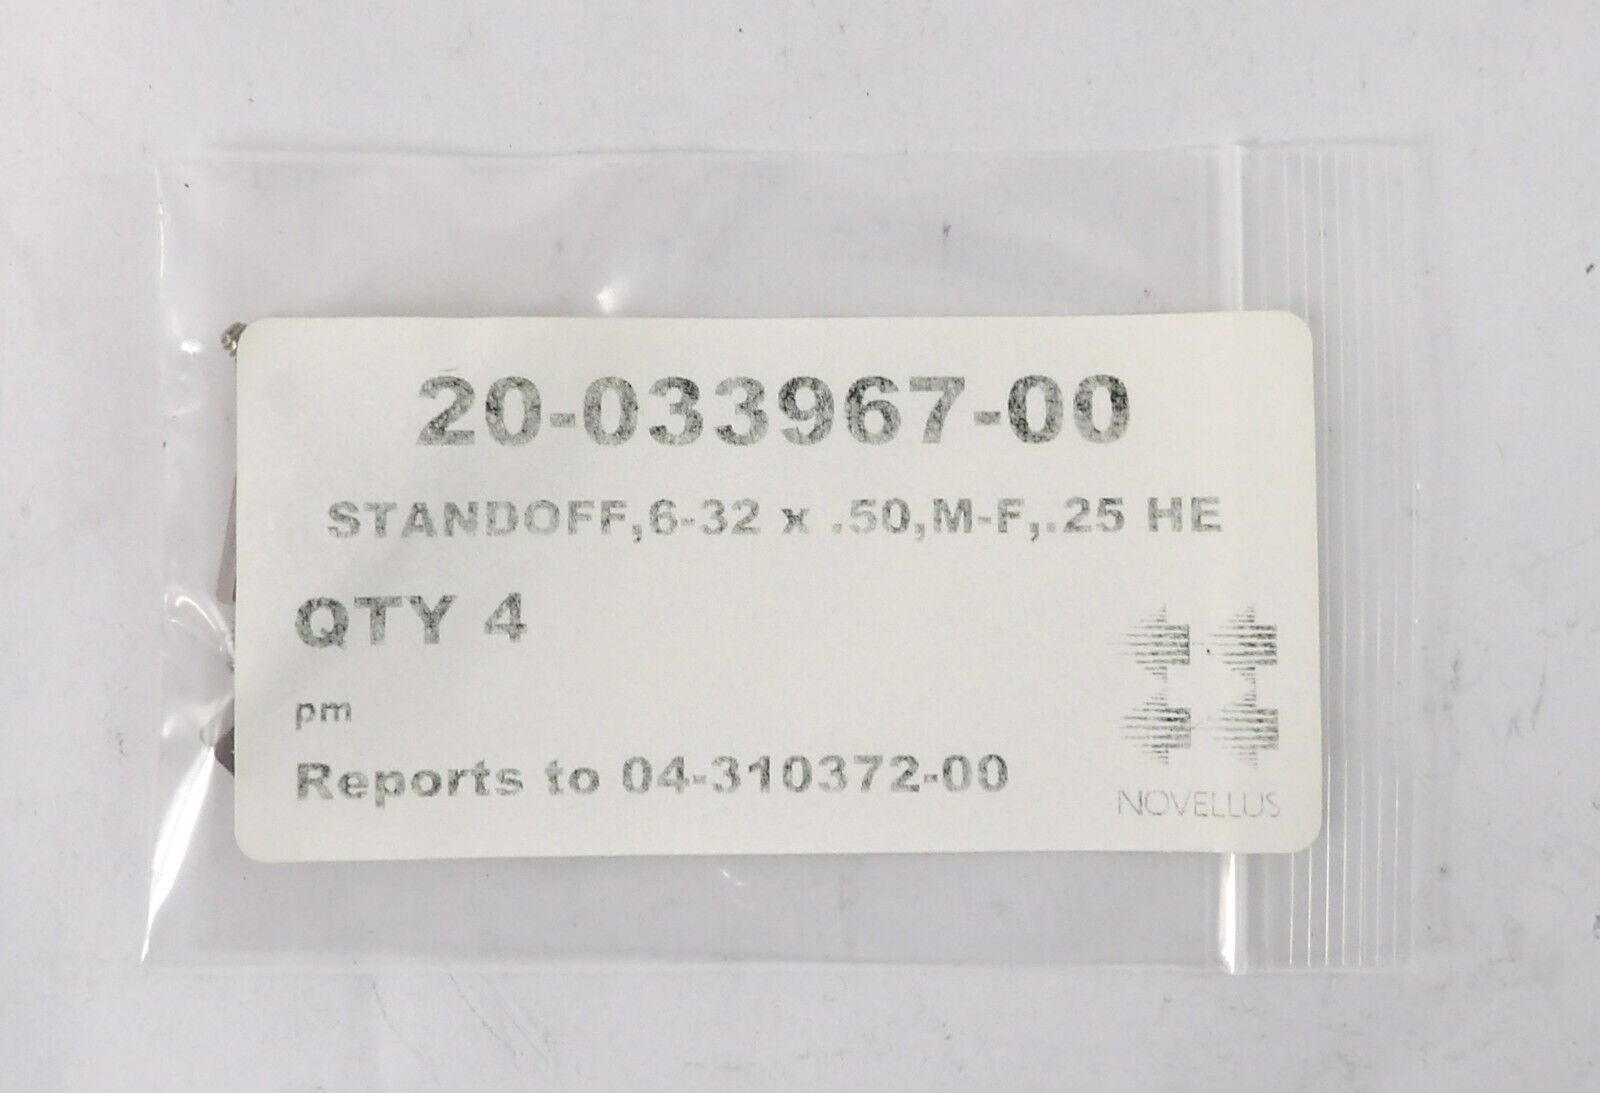 20-033967-00
STANDOFF,6-32 x .50,M-F,.25 HE
QTY 4
pm
Reports to 04-310372-00
NOVELLUS